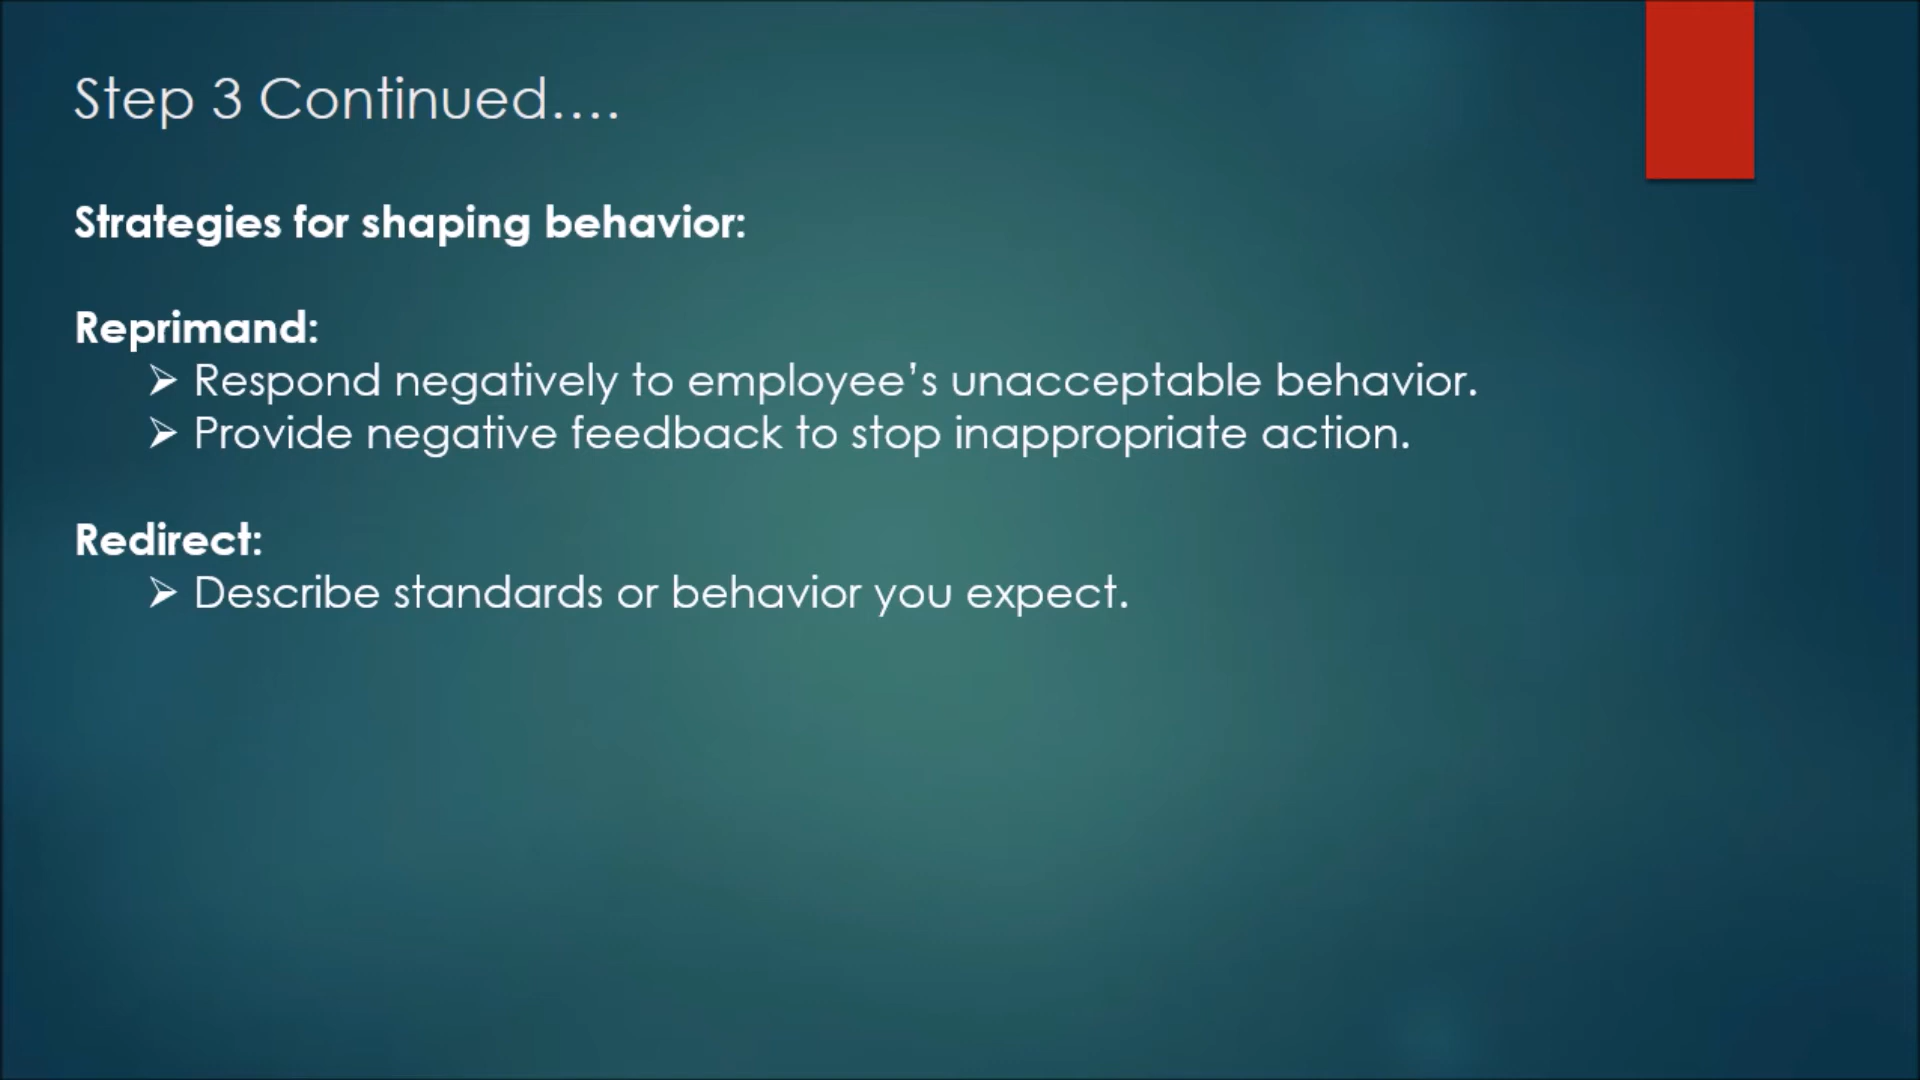 Step 3 Continued....
Strategies for shaping behavior:
Reprimand:
➢ Respond negatively to employee’s unacceptable behavior.
➢ Provide negative feedback to stop inappropriate action.
Redirect:
➢ Describe standards or behavior you expect.